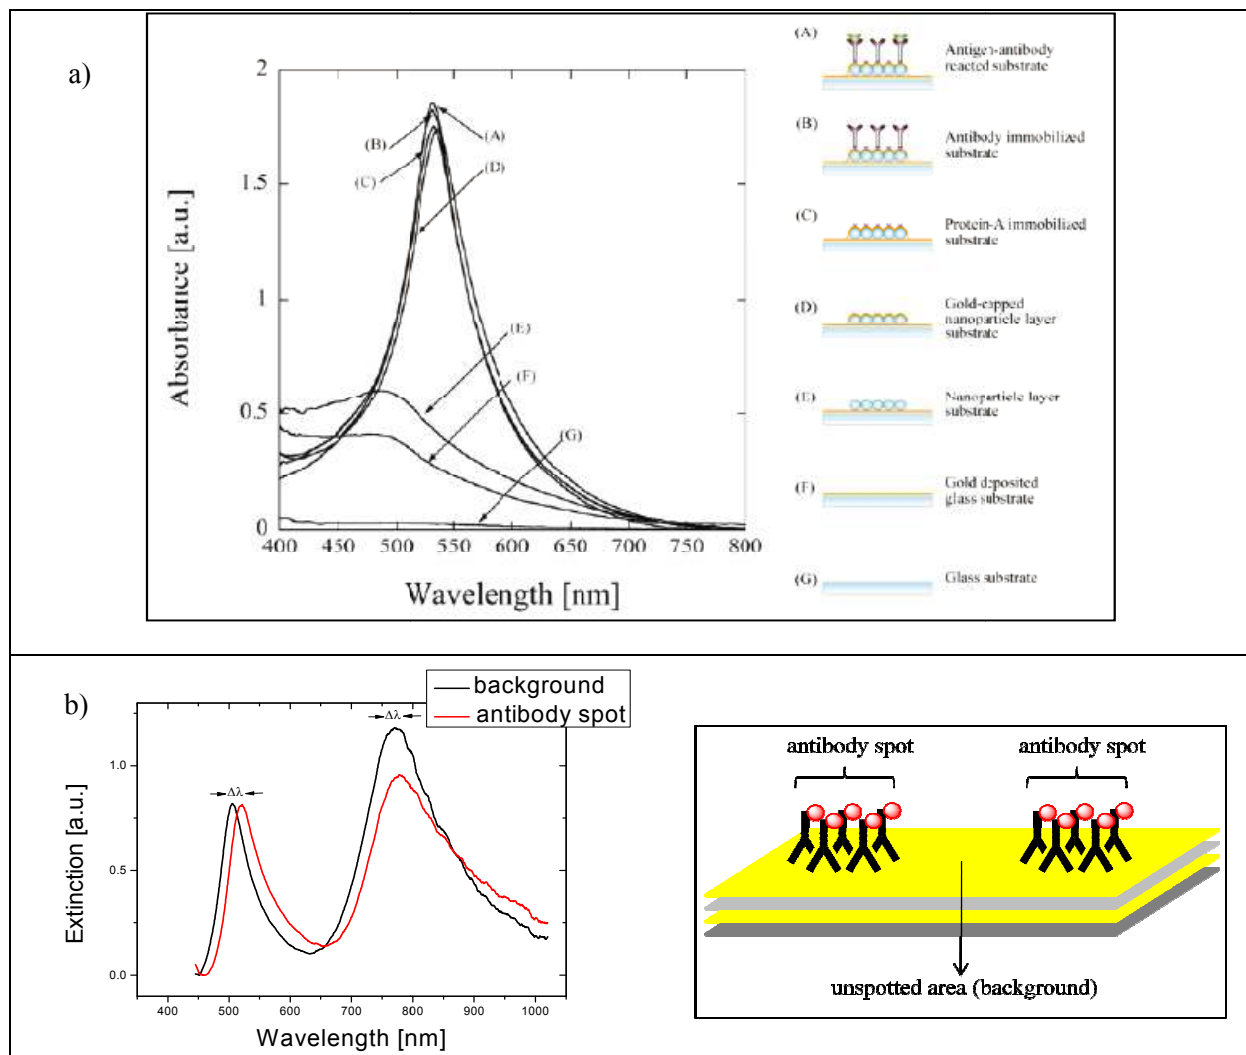 a)
2
1.5
1
0.5
0
400
450
500
550
600
650
700
750
800
Absorbance [a.u.]
Wavelength [nm]
(A)
(B)
(C)
(D)
(E)
(F)
(G)
(A)
Antigen-antibody
reacted substrate
(B)
Antibody immobilized
substrate
(C)
Protein-A immobilized
substrate
(D)
Gold-capped
nanoparticle layer
substrate
(E)
Nanoparticle layer
substrate
(F)
Gold deposited
glass substrate
(G)
Glass substrate
b)
background
antibody spot
Δλ
Δλ
1.0
0.5
0.0
400
500
600
700
800
900
1000
Extinction [a.u.]
Wavelength [nm]
antibody spot
antibody spot
unspotted area (background)